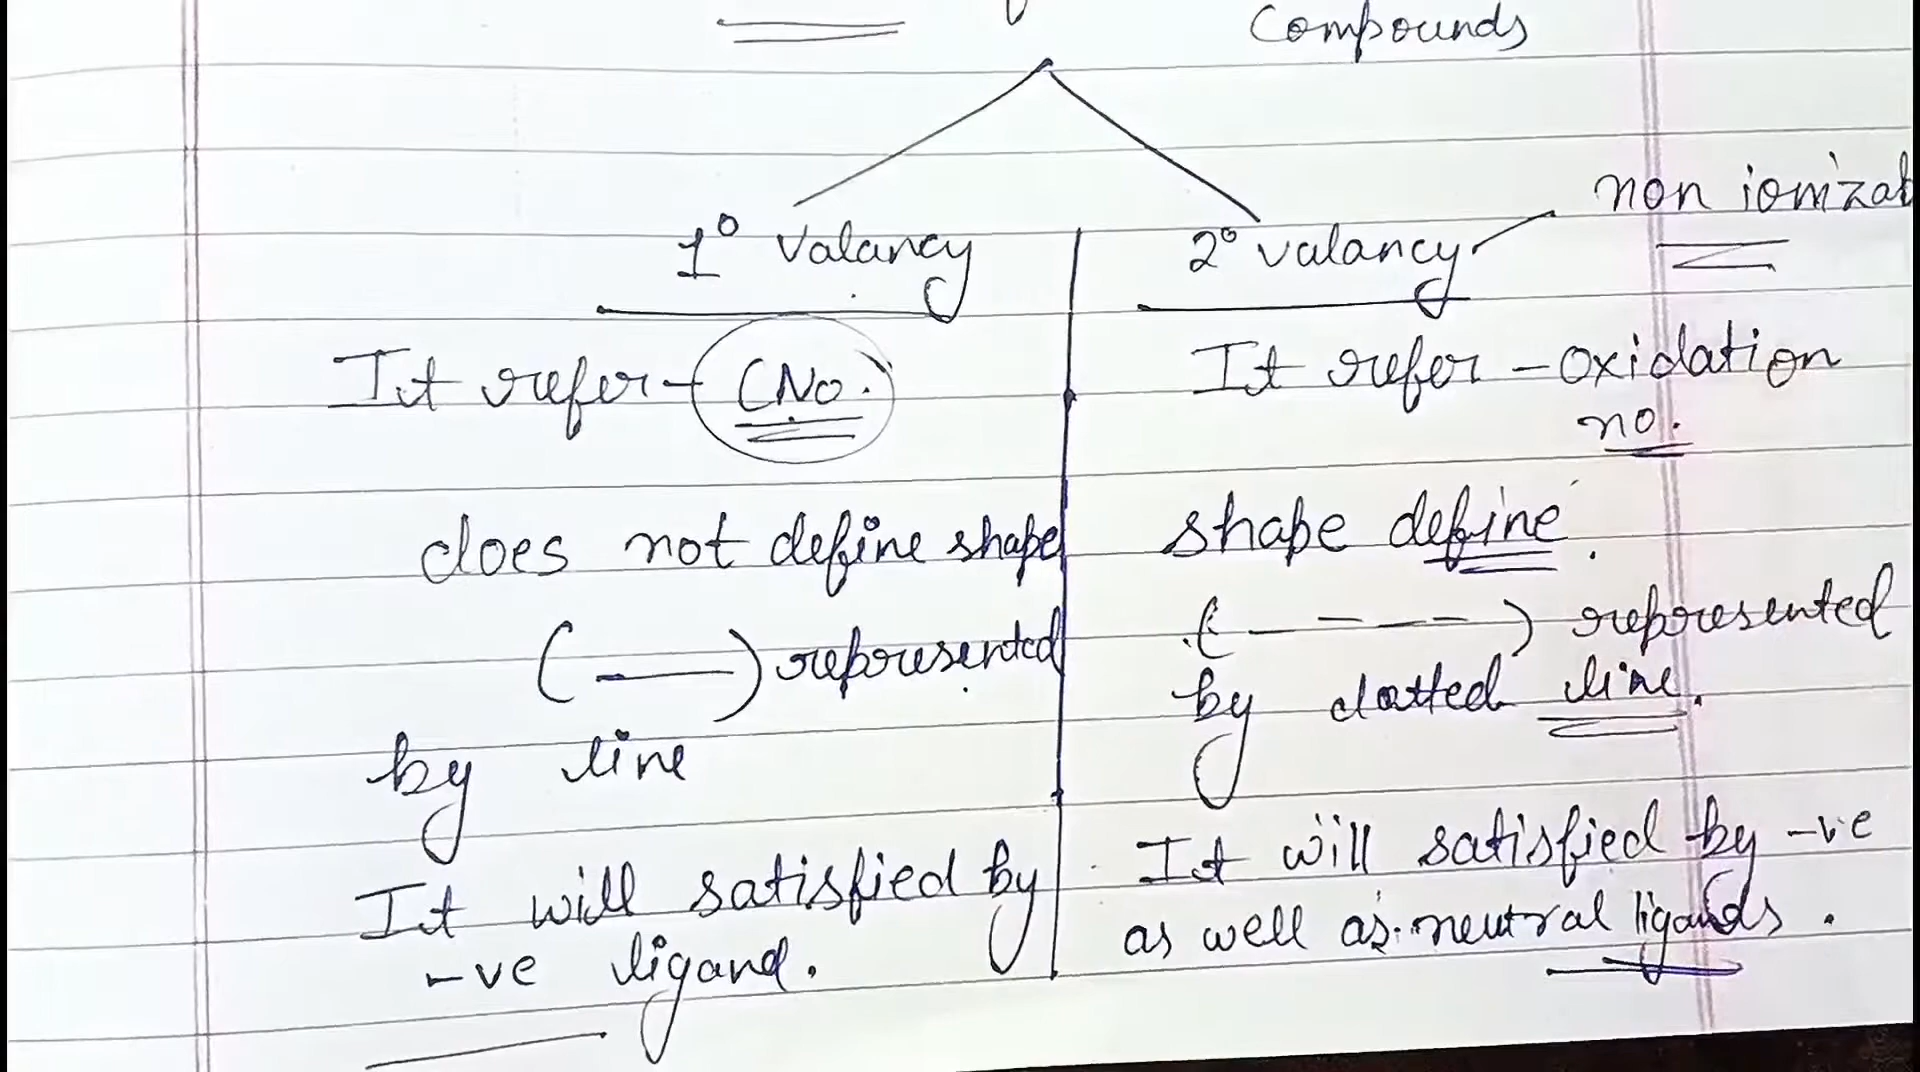 Compounds
1° Valancy
2° valancy
non ionizab
It refer - CNo.
It refer - oxidation
no.
does not define shape
shape define.
(——) represented
by line
(- - - - -) represented
by dotted line.
It will satisfied by
-ve ligand.
It will satisfied by -ve
as well as neutral ligands.